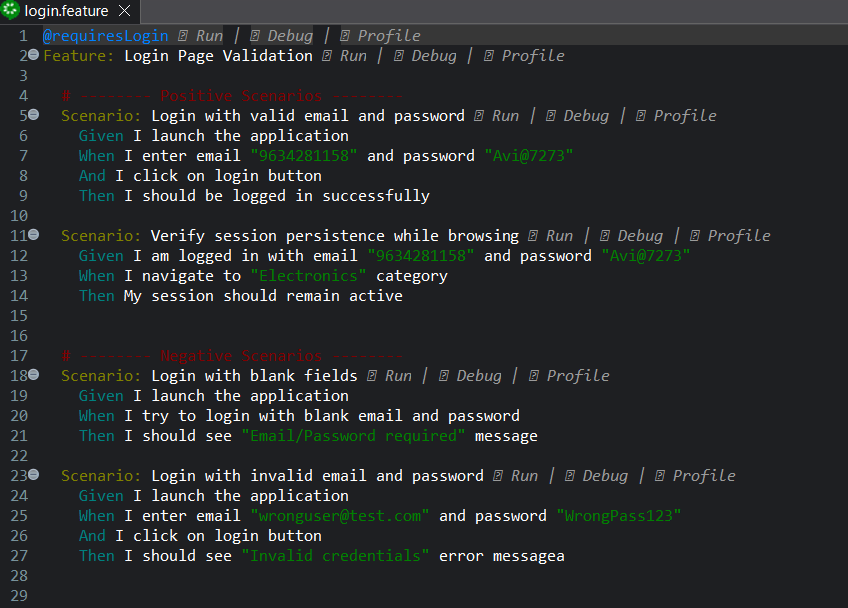 login.feature
1 @requiresLogin Run | Debug | Profile
2 Feature: Login Page Validation Run | Debug | Profile
3
4 # -------- Positive Scenarios --------
5 Scenario: Login with valid email and password Run | Debug | Profile
6 Given I launch the application
7 When I enter email "9634281158" and password "Avi@7273"
8 And I click on login button
9 Then I should be logged in successfully
10
11 Scenario: Verify session persistence while browsing Run | Debug | Profile
12 Given I am logged in with email "9634281158" and password "Avi@7273"
13 When I navigate to "Electronics" category
14 Then My session should remain active
15
16
17 # -------- Negative Scenarios --------
18 Scenario: Login with blank fields Run | Debug | Profile
19 Given I launch the application
20 When I try to login with blank email and password
21 Then I should see "Email/Password required" message
22
23 Scenario: Login with invalid email and password Run | Debug | Profile
24 Given I launch the application
25 When I enter email "wronguser@test.com" and password "WrongPass123"
26 And I click on login button
27 Then I should see "Invalid credentials" error messagea
28
29